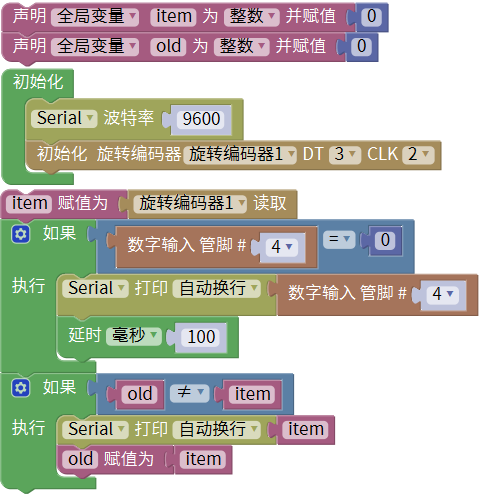 声明 全局变量 item 为 整数 并赋值 0
声明 全局变量 old 为 整数 并赋值 0
初始化
Serial 波特率 9600
初始化 旋转编码器 旋转编码器1 DT 3 CLK 2
item 赋值为 旋转编码器1 读取
如果 数字输入 管脚 # 4 = 0
执行 Serial 打印 自动换行 数字输入 管脚 # 4
延时 毫秒 100
如果 old ≠ item
执行 Serial 打印 自动换行 item
old 赋值为 item